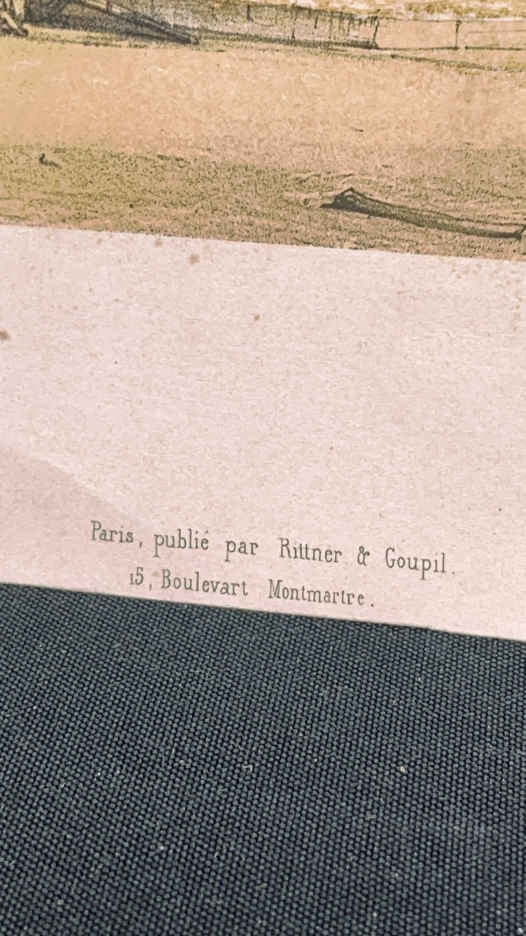 Paris, publié par Rittner & Goupil.
15, Boulevart Montmartre.